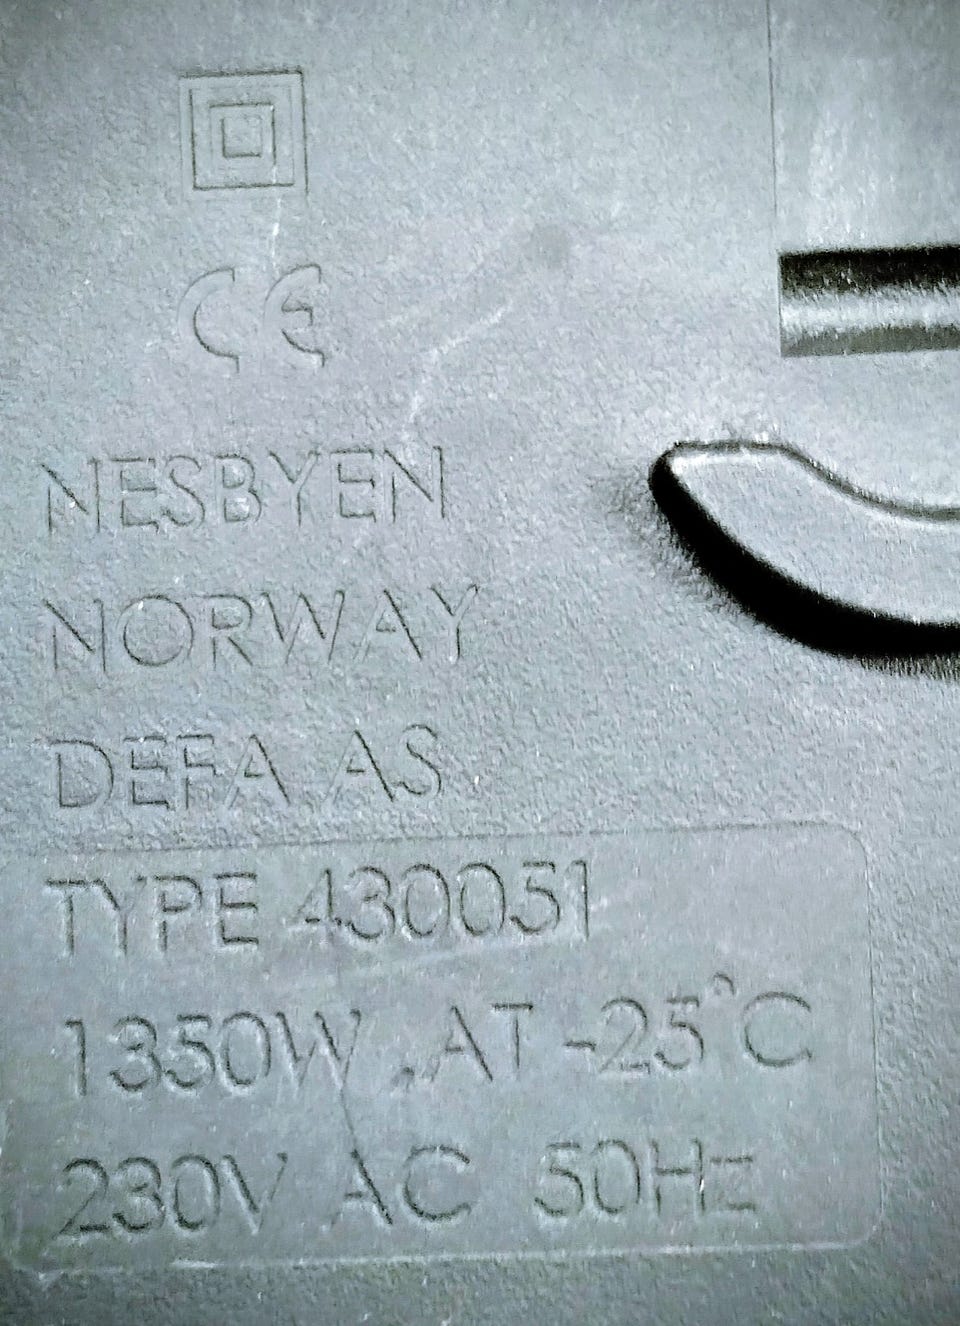 CE
NESBYEN
NORWAY
DEFA AS
TYPE 430051
1350W .AT -25°C
230V AC 50Hz